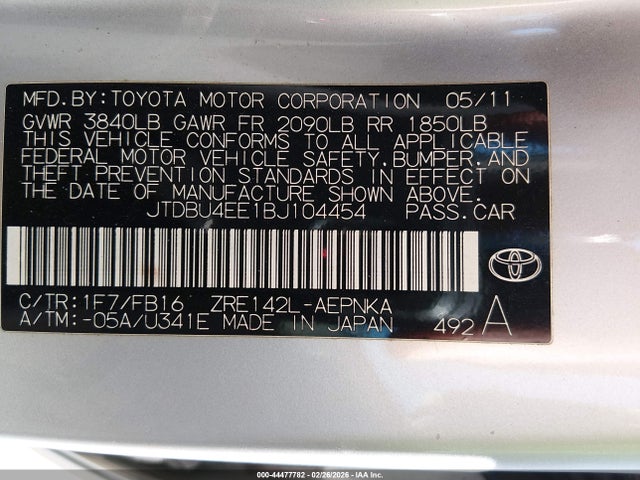 MFD.BY:TOYOTA MOTOR CORPORATION 05/11
GVWR 3840LB GAWR FR 2090LB RR 1850LB
THIS VEHICLE CONFORMS TO ALL APPLICABLE
FEDERAL MOTOR VEHICLE SAFETY,BUMPER,AND
THEFT PREVENTION STANDARDS IN EFFECT ON
THE DATE OF MANUFACTURE SHOWN ABOVE.
JTDBU4EE1BJ104454 PASS.CAR
C/TR:1F7/FB16 ZRE142L-AEPNKA
A/TM:-05A/U341E MADE IN JAPAN 492 A
000-44477782 - 02/26/2026 - IAA Inc.